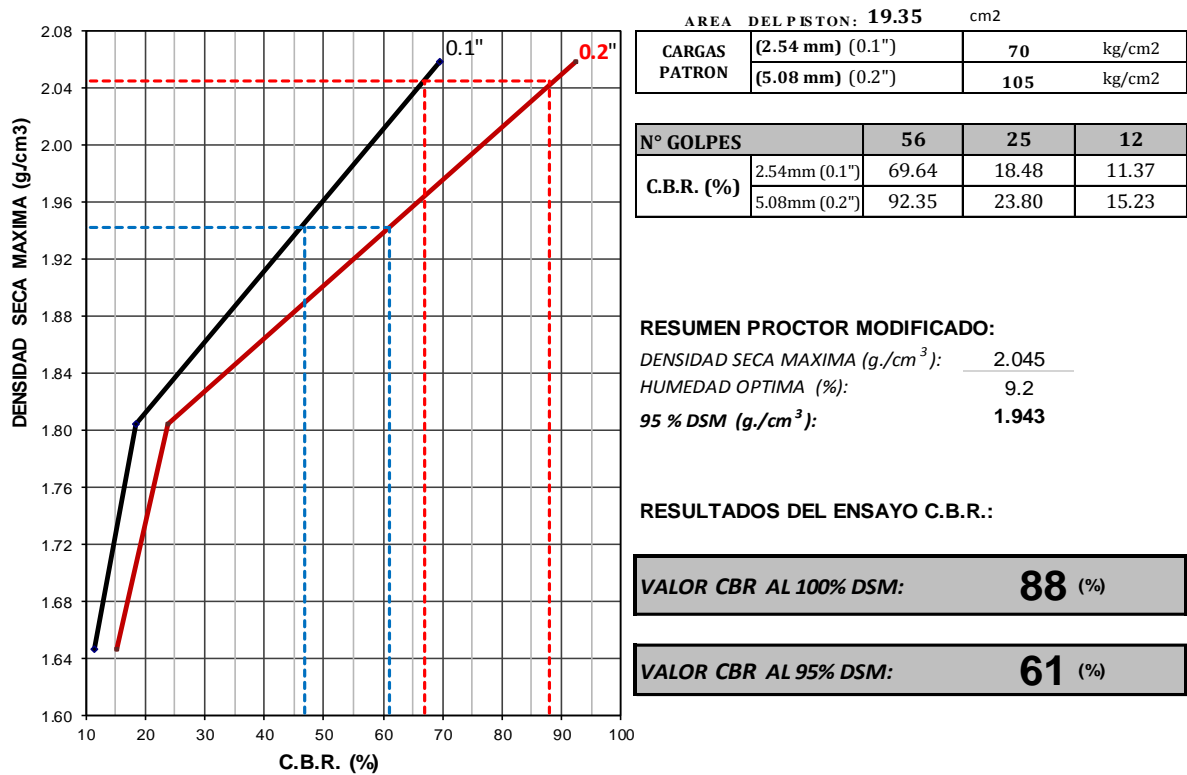 DENSIDAD SECA MAXIMA (g/cm3)
2.08
2.04
2.00
1.96
1.92
1.88
1.84
1.80
1.76
1.72
1.68
1.64
1.60
10 20 30 40 50 60 70 80 90 100
C.B.R. (%)
0.1"
0.2"
AREA DEL PISTON: 19.35 cm2
CARGAS PATRON
(2.54 mm) (0.1") 70 kg/cm2
(5.08 mm) (0.2") 105 kg/cm2
N° GOLPES 56 25 12
C.B.R. (%)
2.54mm (0.1") 69.64 18.48 11.37
5.08mm (0.2") 92.35 23.80 15.23
RESUMEN PROCTOR MODIFICADO:
DENSIDAD SECA MAXIMA (g./cm³): 2.045
HUMEDAD OPTIMA (%): 9.2
95 % DSM (g./cm³): 1.943
RESULTADOS DEL ENSAYO C.B.R.:
VALOR CBR AL 100% DSM: 88 (%)
VALOR CBR AL 95% DSM: 61 (%)